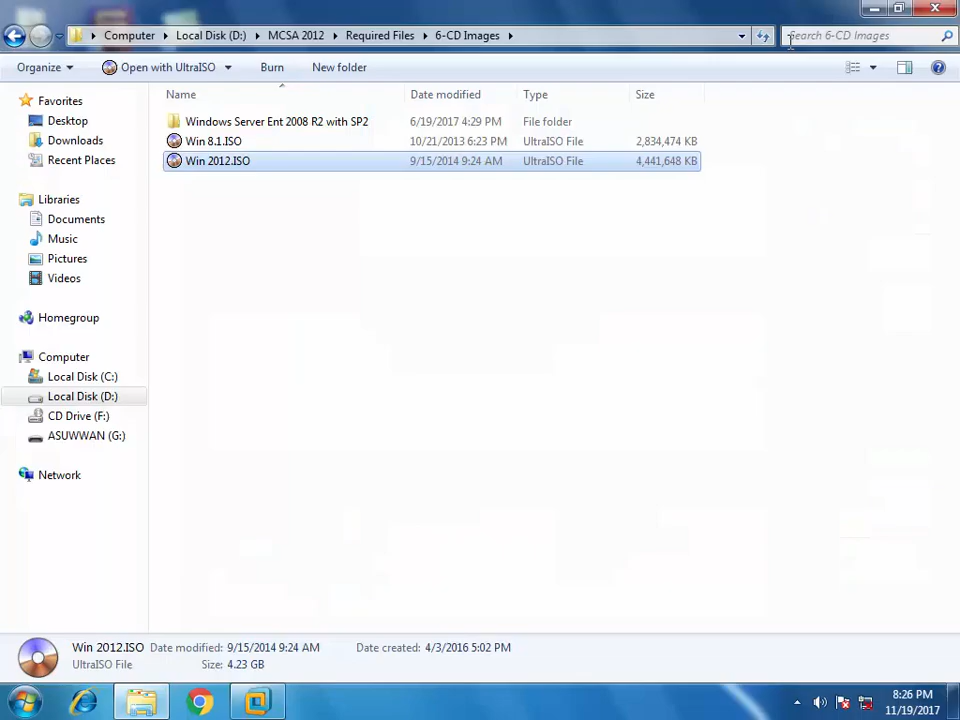 Computer Local Disk (D:) MCSA 2012 Required Files 6-CD Images Search 6-CD Images
Organize Open with UltraISO Burn New folder
Name Date modified Type Size
Favorites
Desktop
Downloads
Recent Places
Libraries
Documents
Music
Pictures
Videos
Homegroup
Computer
Local Disk (C:)
Local Disk (D:)
CD Drive (F:)
ASUWWAN (G:)
Network
Windows Server Ent 2008 R2 with SP2 6/19/2017 4:29 PM File folder
Win 8.1.ISO 10/21/2013 6:23 PM UltraISO File 2,834,474 KB
Win 2012.ISO 9/15/2014 9:24 AM UltraISO File 4,441,648 KB
Win 2012.ISO Date modified: 9/15/2014 9:24 AM Date created: 4/3/2016 5:02 PM
UltraISO File Size: 4.23 GB
8:26 PM
11/19/2017